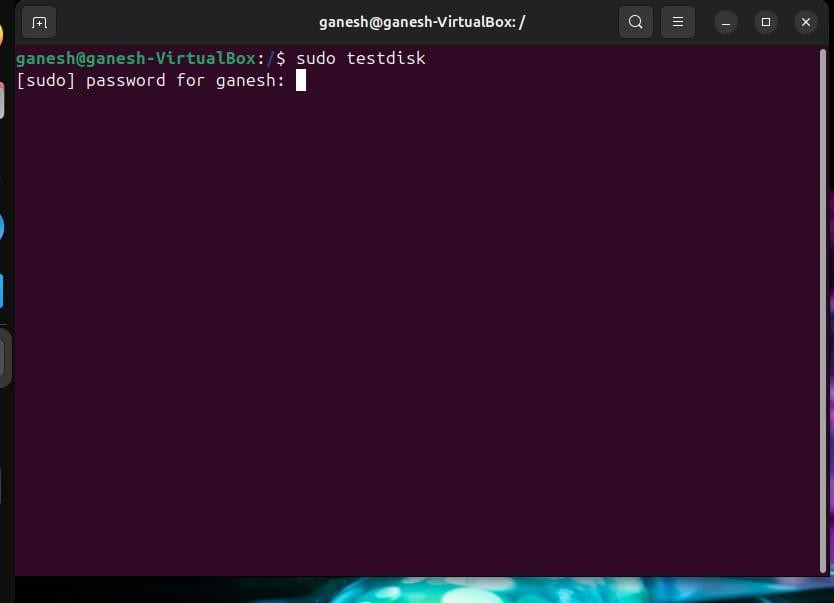 ganesh@ganesh-VirtualBox: /
ganesh@ganesh-VirtualBox:/$ sudo testdisk
[sudo] password for ganesh: